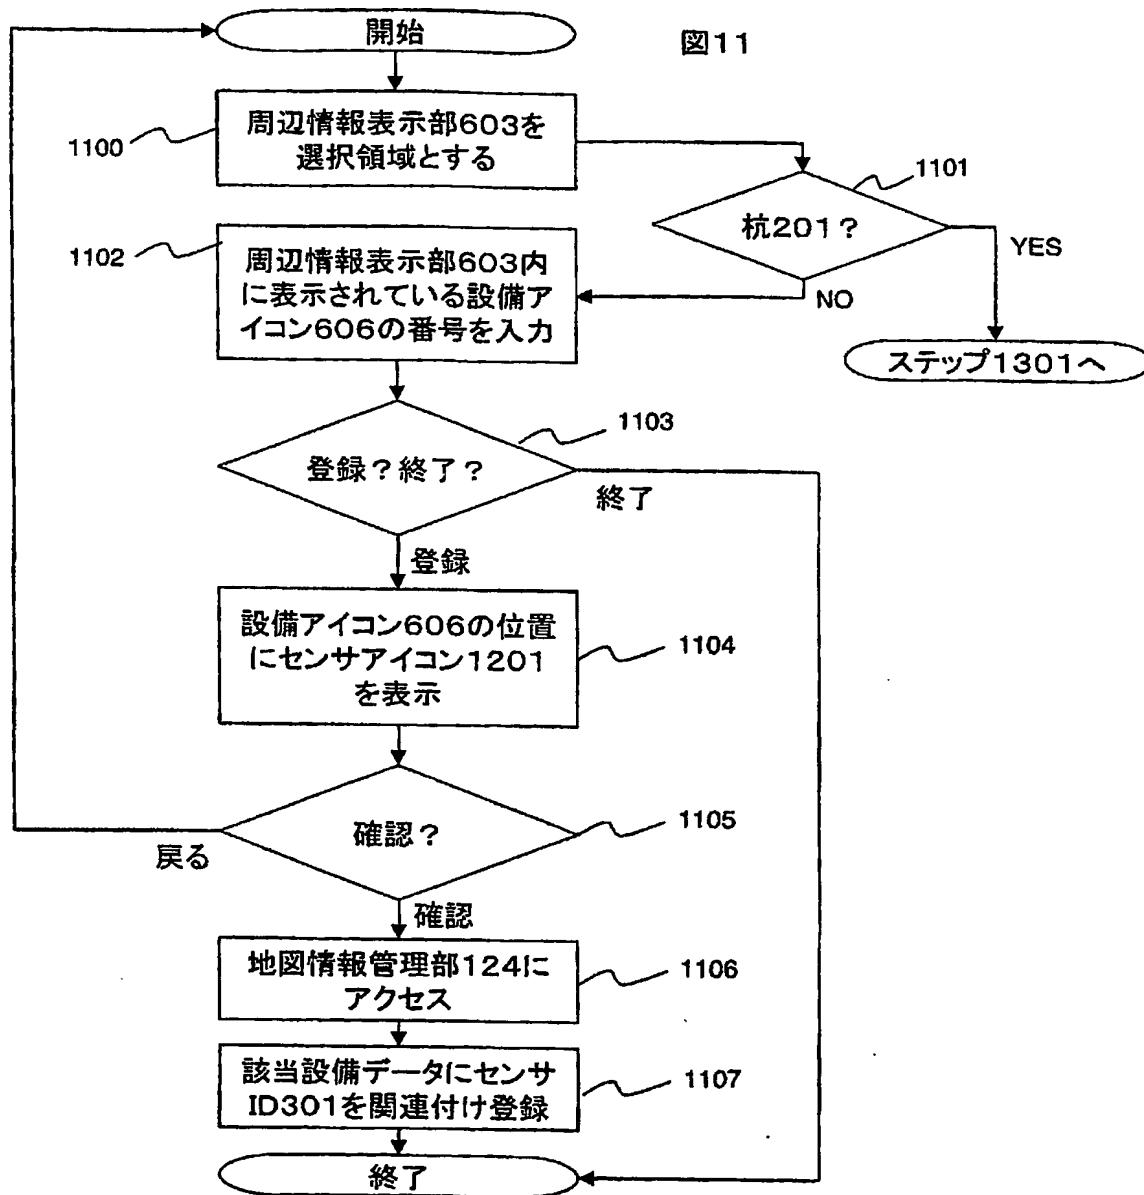 図11
開始
1100
周辺情報表示部603を
選択領域とする
1101
杭201？
YES
NO
ステップ1301へ
1102
周辺情報表示部603内
に表示されている設備ア
イコン606の番号を入力
1103
登録？終了？
終了
登録
設備アイコン606の位置
にセンサアイコン1201
を表示
1104
確認？
1105
戻る
確認
地図情報管理部124に
アクセス
1106
該当設備データにセンサ
ID301を関連付け登録
1107
終了